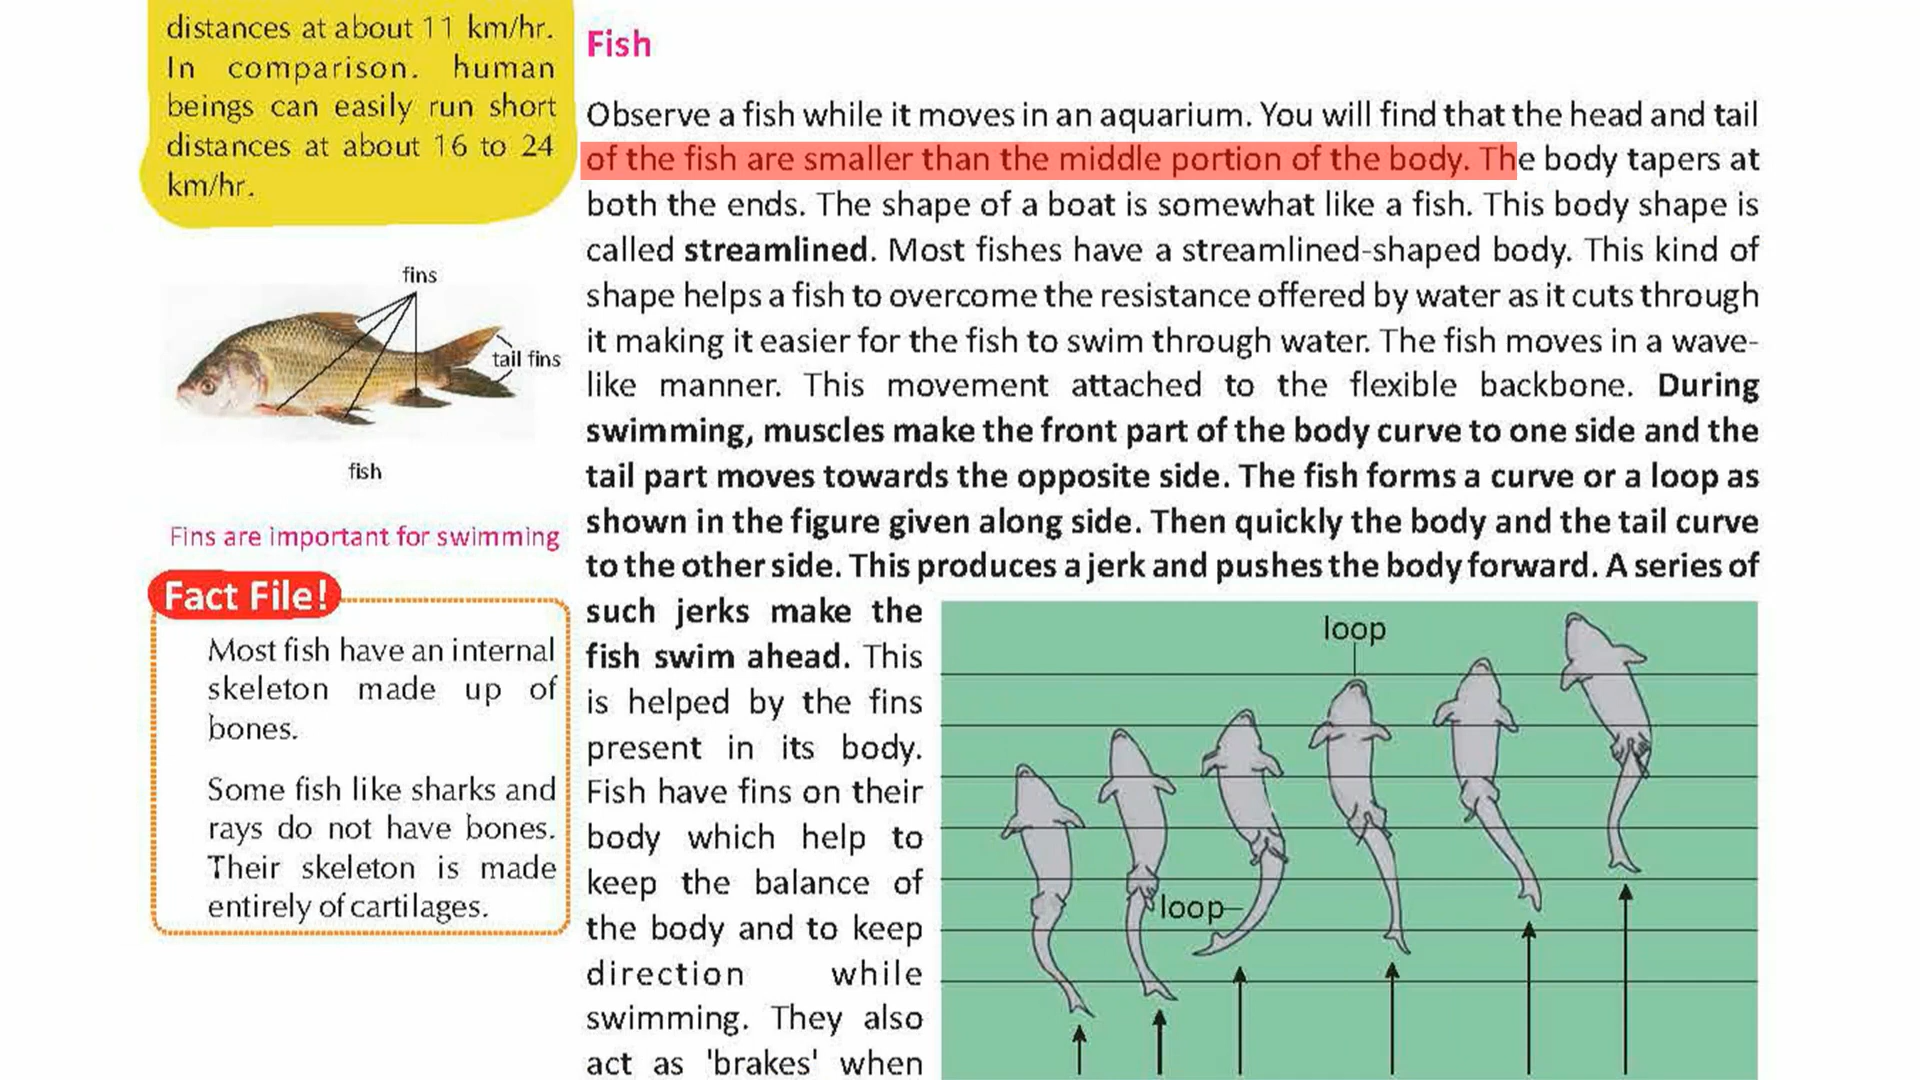 distances at about 11 km/hr.
In comparison. human
beings can easily run short
distances at about 16 to 24
km/hr.
fins
tail fins
fish
Fins are important for swimming
Fact File!
Most fish have an internal
skeleton made up of
bones.
Some fish like sharks and
rays do not have bones.
Their skeleton is made
entirely of cartilages.
Fish
Observe a fish while it moves in an aquarium. You will find that the head and tail
of the fish are smaller than the middle portion of the body. The body tapers at
both the ends. The shape of a boat is somewhat like a fish. This body shape is
called streamlined. Most fishes have a streamlined-shaped body. This kind of
shape helps a fish to overcome the resistance offered by water as it cuts through
it making it easier for the fish to swim through water. The fish moves in a wave-
like manner. This movement attached to the flexible backbone. During
swimming, muscles make the front part of the body curve to one side and the
tail part moves towards the opposite side. The fish forms a curve or a loop as
shown in the figure given along side. Then quickly the body and the tail curve
to the other side. This produces a jerk and pushes the body forward. A series of
such jerks make the
fish swim ahead. This
is helped by the fins
present in its body.
Fish have fins on their
body which help to
keep the balance of
the body and to keep
direction while
swimming. They also
act as 'brakes' when
loop
loop